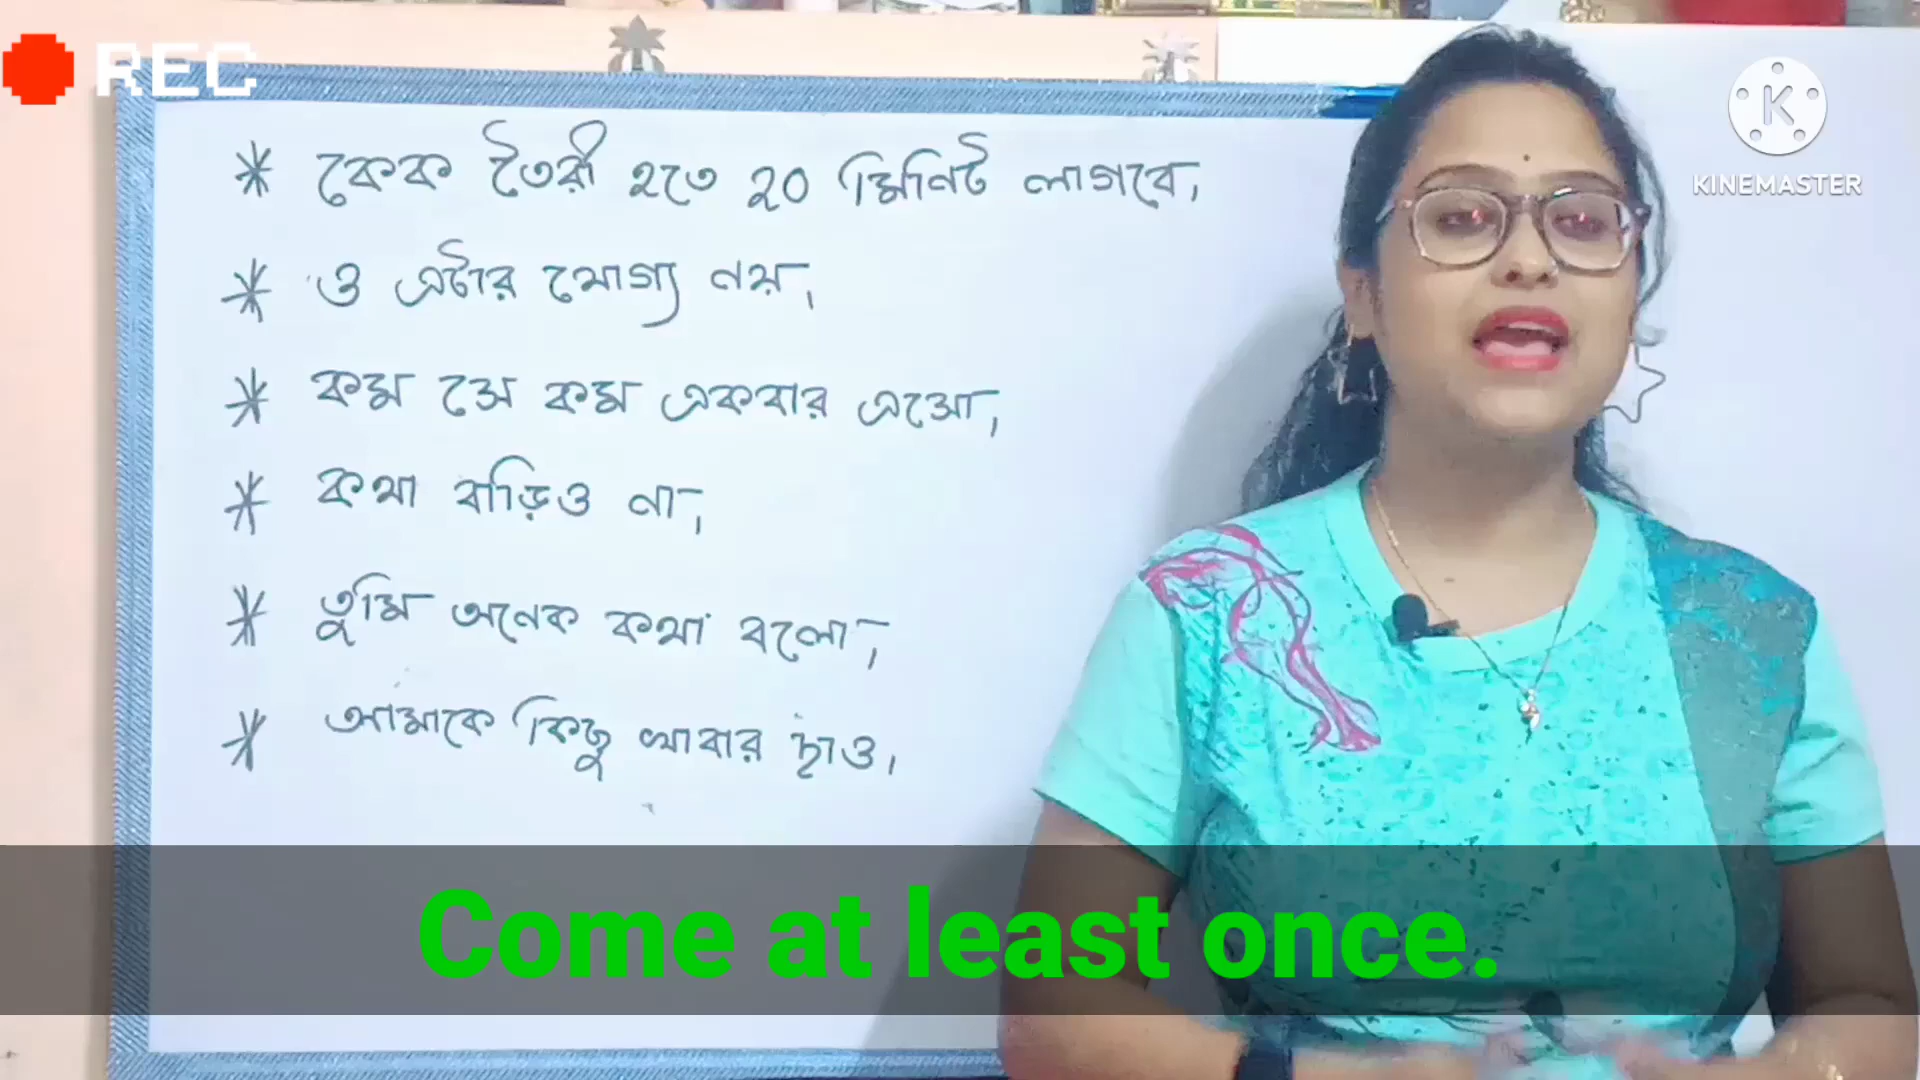 REC
KINEMASTER
* কেক তৈরী হতে ২০ মিনিট লাগবে,
* ও এটার যোগ্য নয়,
* কম সে কম একবার এসো,
* কথা বাড়িও না,
* তুমি অনেক কথা বলো,
* আমাকে কিছু খাবার দাও,
Come at least once.